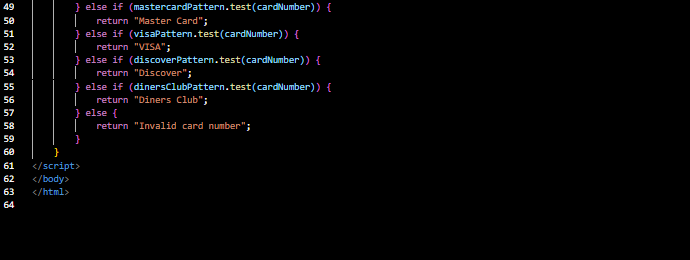 49 } else if (mastercardPattern.test(cardNumber)) {
50 return "Master Card";
51 } else if (visaPattern.test(cardNumber)) {
52 return "VISA";
53 } else if (discoverPattern.test(cardNumber)) {
54 return "Discover";
55 } else if (dinersClubPattern.test(cardNumber)) {
56 return "Diners Club";
57 } else {
58 return "Invalid card number";
59 }
60 }
61 </script>
62 </body>
63 </html>
64